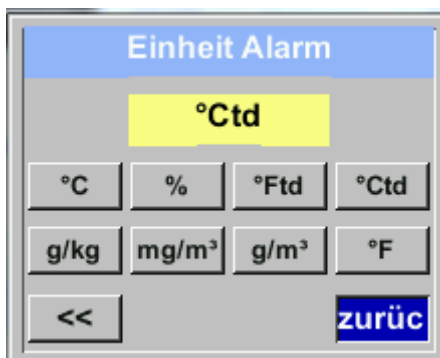 Einheit Alarm
°Ctd
°C % °Ftd °Ctd
g/kg mg/m³ g/m³ °F
<< zurüc